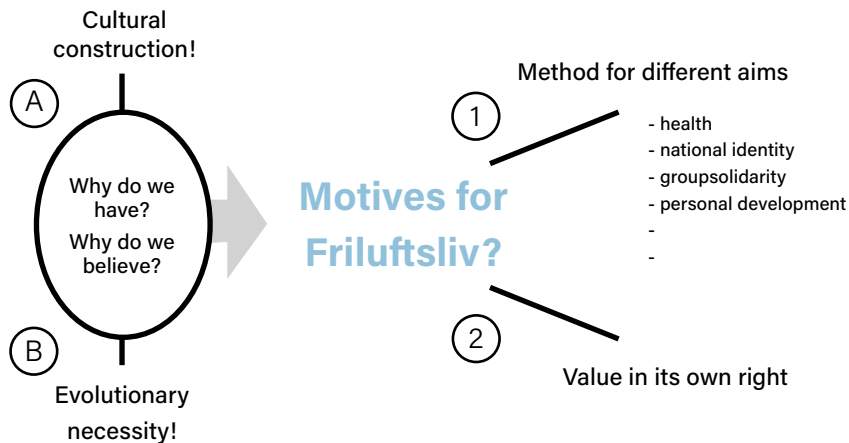 Cultural
construction!
A
Why do we
have?
Why do we
believe?
B
Evolutionary
necessity!
Motives for
Friluftsliv?
1
Method for different aims
- health
- national identity
- groupsolidarity
- personal development
-
-
2
Value in its own right